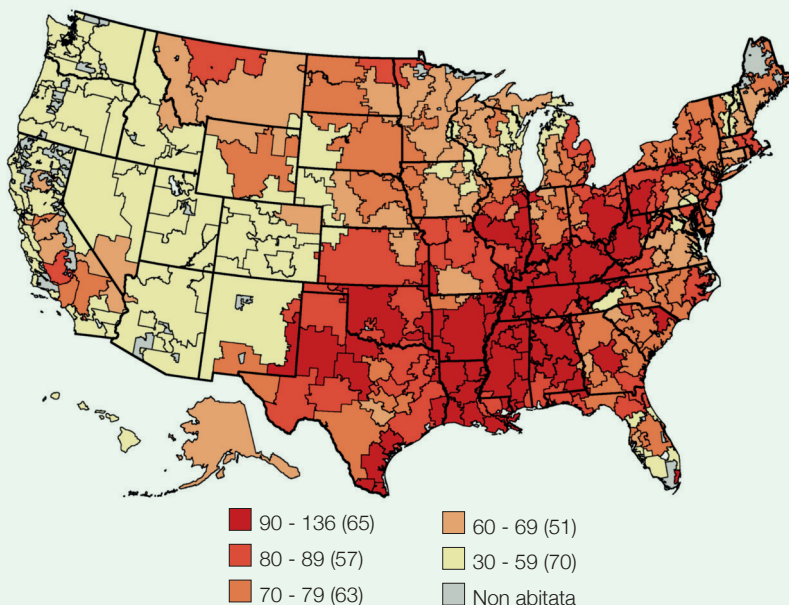 90 - 136 (65)
80 - 89 (57)
70 - 79 (63)
60 - 69 (51)
30 - 59 (70)
Non abitata